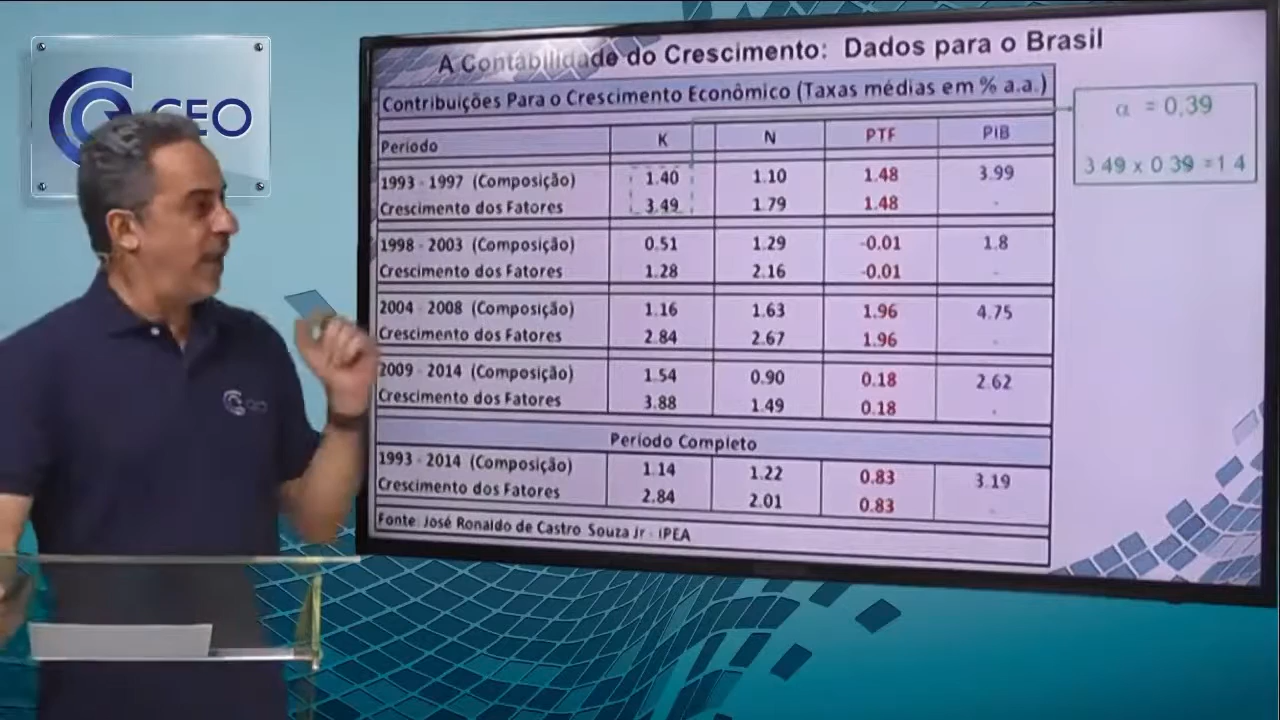 CEO
A Contabilidade do Crescimento: Dados para o Brasil
Contribuições Para o Crescimento Econômico (Taxas médias em % a.a.)
Período K N PTF PIB
1993 - 1997 (Composição) 1.40 1.10 1.48 3.99
Crescimento dos Fatores 3.49 1.79 1.48 -
1998 - 2003 (Composição) 0.51 1.29 -0.01 1.8
Crescimento dos Fatores 1.28 2.16 -0.01 -
2004 - 2008 (Composição) 1.16 1.63 1.96 4.75
Crescimento dos Fatores 2.84 2.67 1.96 -
2009 - 2014 (Composição) 1.54 0.90 0.18 2.62
Crescimento dos Fatores 3.88 1.49 0.18 -
Período Completo
1993 - 2014 (Composição) 1.14 1.22 0.83 3.19
Crescimento dos Fatores 2.84 2.01 0.83 -
Fonte: José Ronaldo de Castro Souza Jr - IPEA
α = 0,39
3.49 x 0.39 =1.4